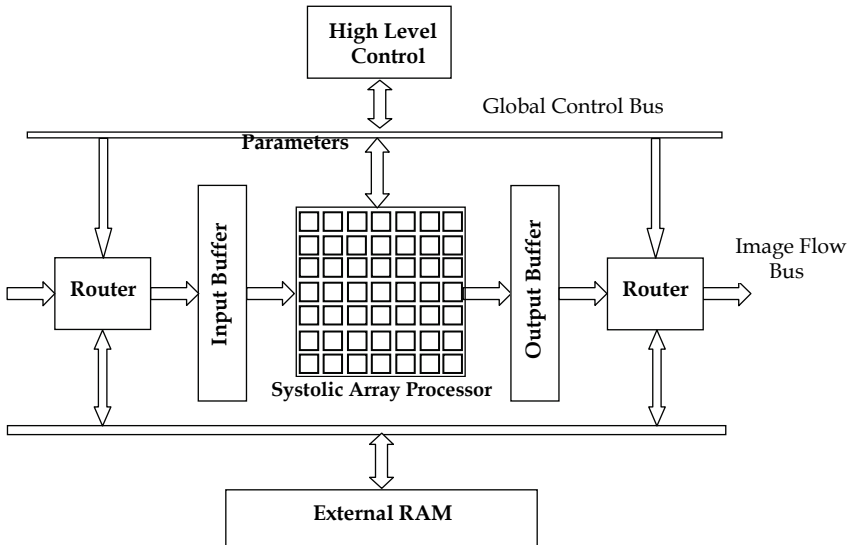 High Level
Control
Global Control Bus
Parameters
Input Buffer
Output Buffer
Image Flow
Bus
Router
Router
Systolic Array Processor
External RAM